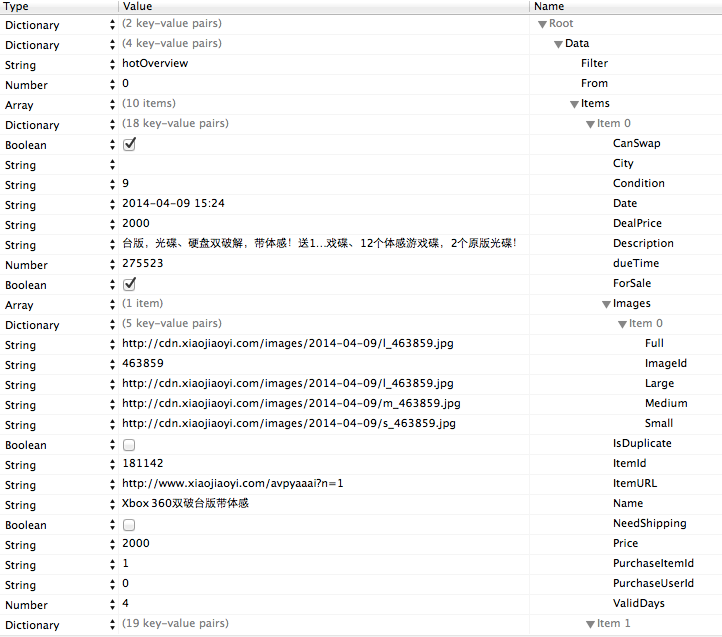 Type Value Name
Dictionary (2 key-value pairs) Root
Dictionary (4 key-value pairs) Data
String hotOverview Filter
Number 0 From
Array (10 items) Items
Dictionary (18 key-value pairs) Item 0
Boolean CanSwap
String City
String 9 Condition
String 2014-04-09 15:24 Date
String 2000 DealPrice
String 台版，光碟、硬盘双破解，带体感！送1...戏碟、12个体感游戏碟，2个原版光碟！ Description
Number 275523 dueTime
Boolean ForSale
Array (1 item) Images
Dictionary (5 key-value pairs) Item 0
String http://cdn.xiaojiaoyi.com/images/2014-04-09/l_463859.jpg Full
String 463859 ImageId
String http://cdn.xiaojiaoyi.com/images/2014-04-09/l_463859.jpg Large
String http://cdn.xiaojiaoyi.com/images/2014-04-09/m_463859.jpg Medium
String http://cdn.xiaojiaoyi.com/images/2014-04-09/s_463859.jpg Small
Boolean IsDuplicate
String 181142 ItemId
String http://www.xiaojiaoyi.com/avpyaaai?n=1 ItemURL
String Xbox 360双破台版带体感 Name
Boolean NeedShipping
String 2000 Price
String 1 PurchaseItemId
String 0 PurchaseUserId
Number 4 ValidDays
Dictionary (19 key-value pairs) Item 1